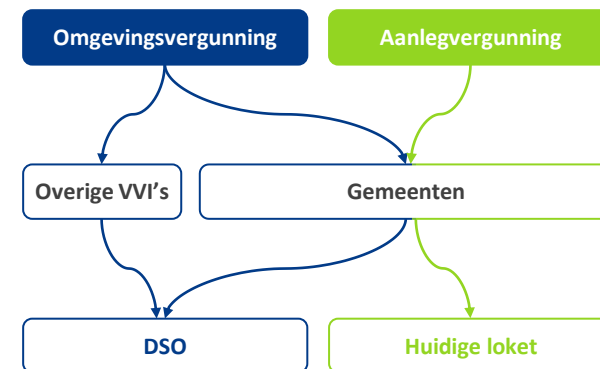 Omgevingsvergunning
Aanlegvergunning
Overige VVI's
Gemeenten
DSO
Huidige loket